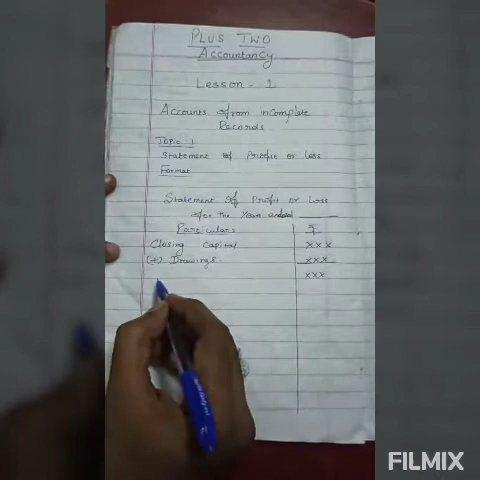 PLUS TWO
Accountancy
Lesson - 1
Accounts from incomplete
Records.
Topic 1
Statement of Profit or Loss
Format
Statement of Profit or Loss
for the Year ended
Particulars ₹
Closing Capital xxx
(+) Drawings. xxx
xxx
FILMIX